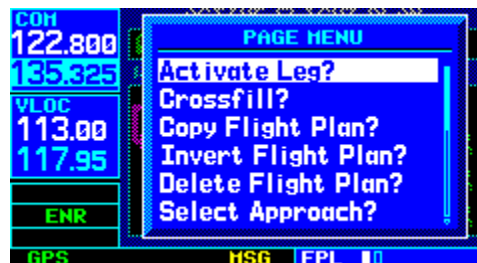 COM
122.800
135.325
VLOC
113.00
117.95
ENR
PAGE MENU
Activate Leg?
Crossfill?
Copy Flight Plan?
Invert Flight Plan?
Delete Flight Plan?
Select Approach?
GPS MSG FPL